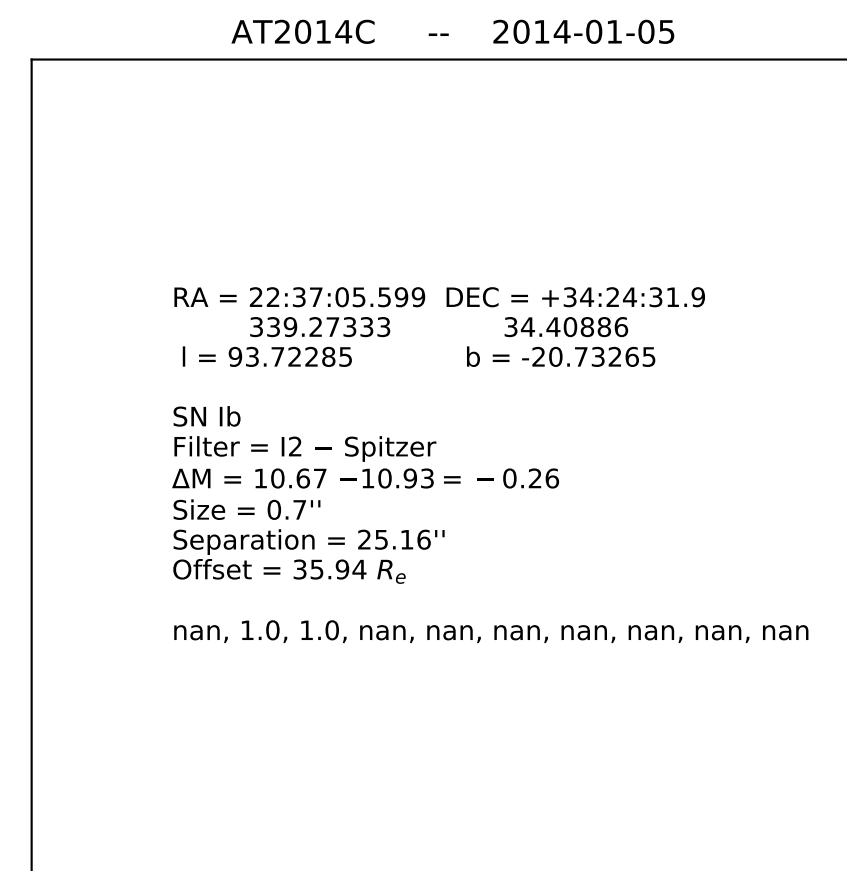 AT2014C -- 2014-01-05
RA = 22:37:05.599 DEC = +34:24:31.9
339.27333 34.40886
l = 93.72285 b = -20.73265
SN Ib
Filter = I2 − Spitzer
ΔM = 10.67 −10.93 = − 0.26
Size = 0.7''
Separation = 25.16''
Offset = 35.94 Re
nan, 1.0, 1.0, nan, nan, nan, nan, nan, nan, nan